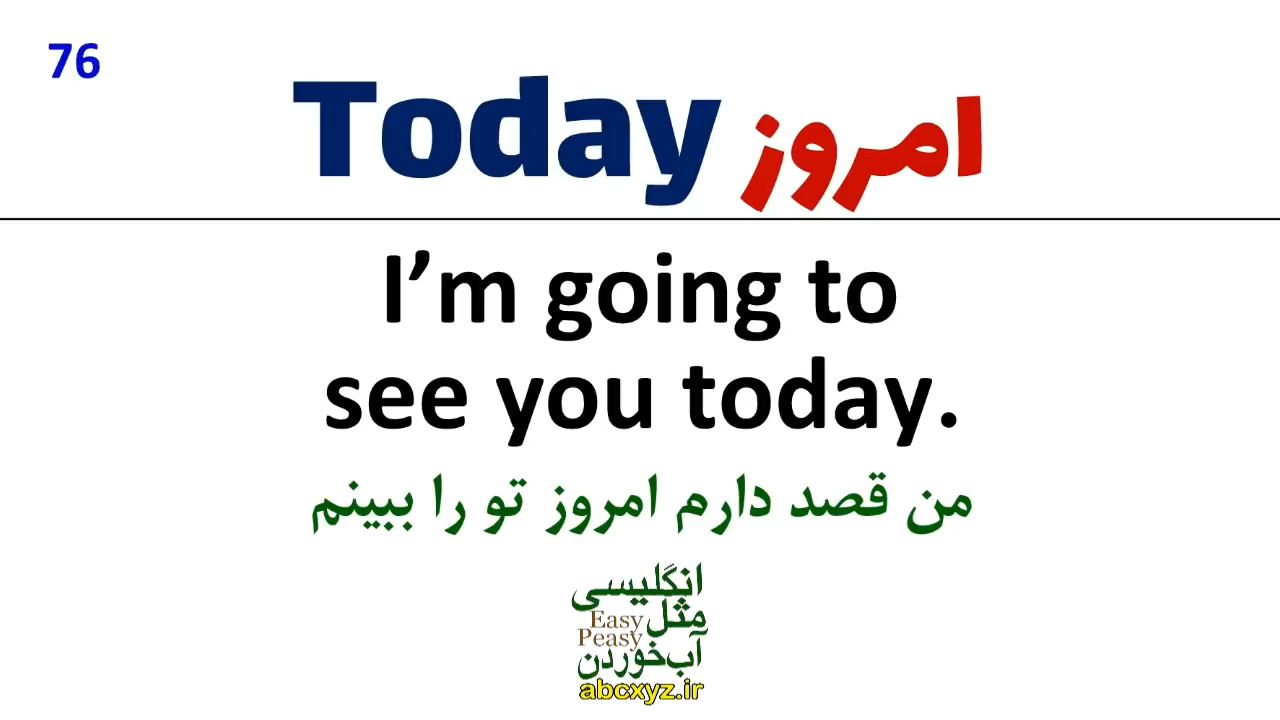 76
Today امروز
I’m going to
see you today.
من قصد دارم امروز تو را ببینم
انگلیسی
مثل
Easy
Peasy
آب‌خوردن
abcxyz.ir